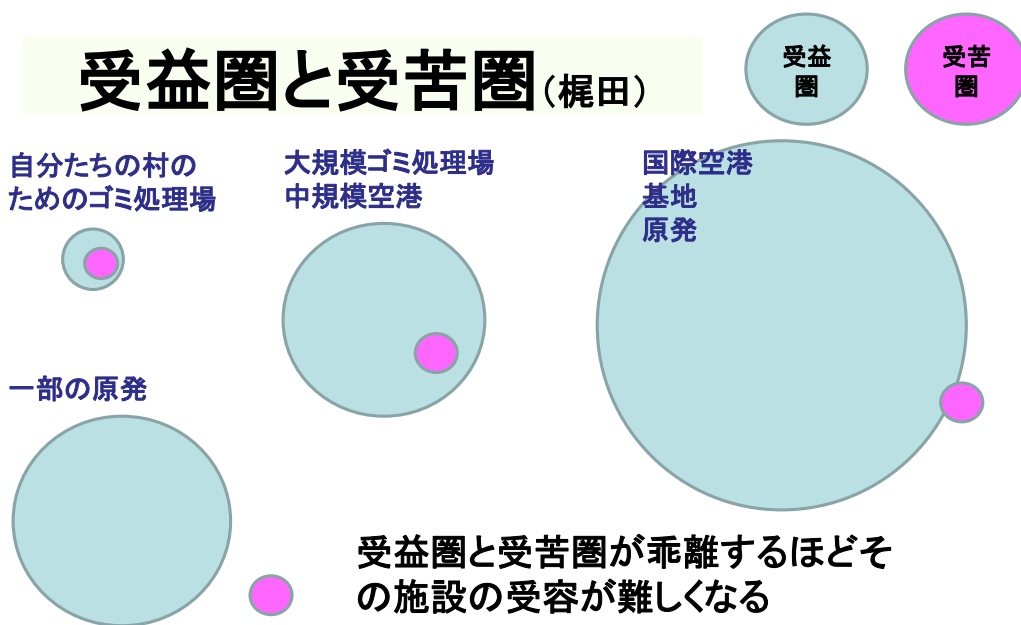 受益圏と受苦圏（梶田）
受益
圏
受苦
圏
自分たちの村の
ためのゴミ処理場
大規模ゴミ処理場
中規模空港
国際空港
基地
原発
一部の原発
受益圏と受苦圏が乖離するほどそ
の施設の受容が難しくなる